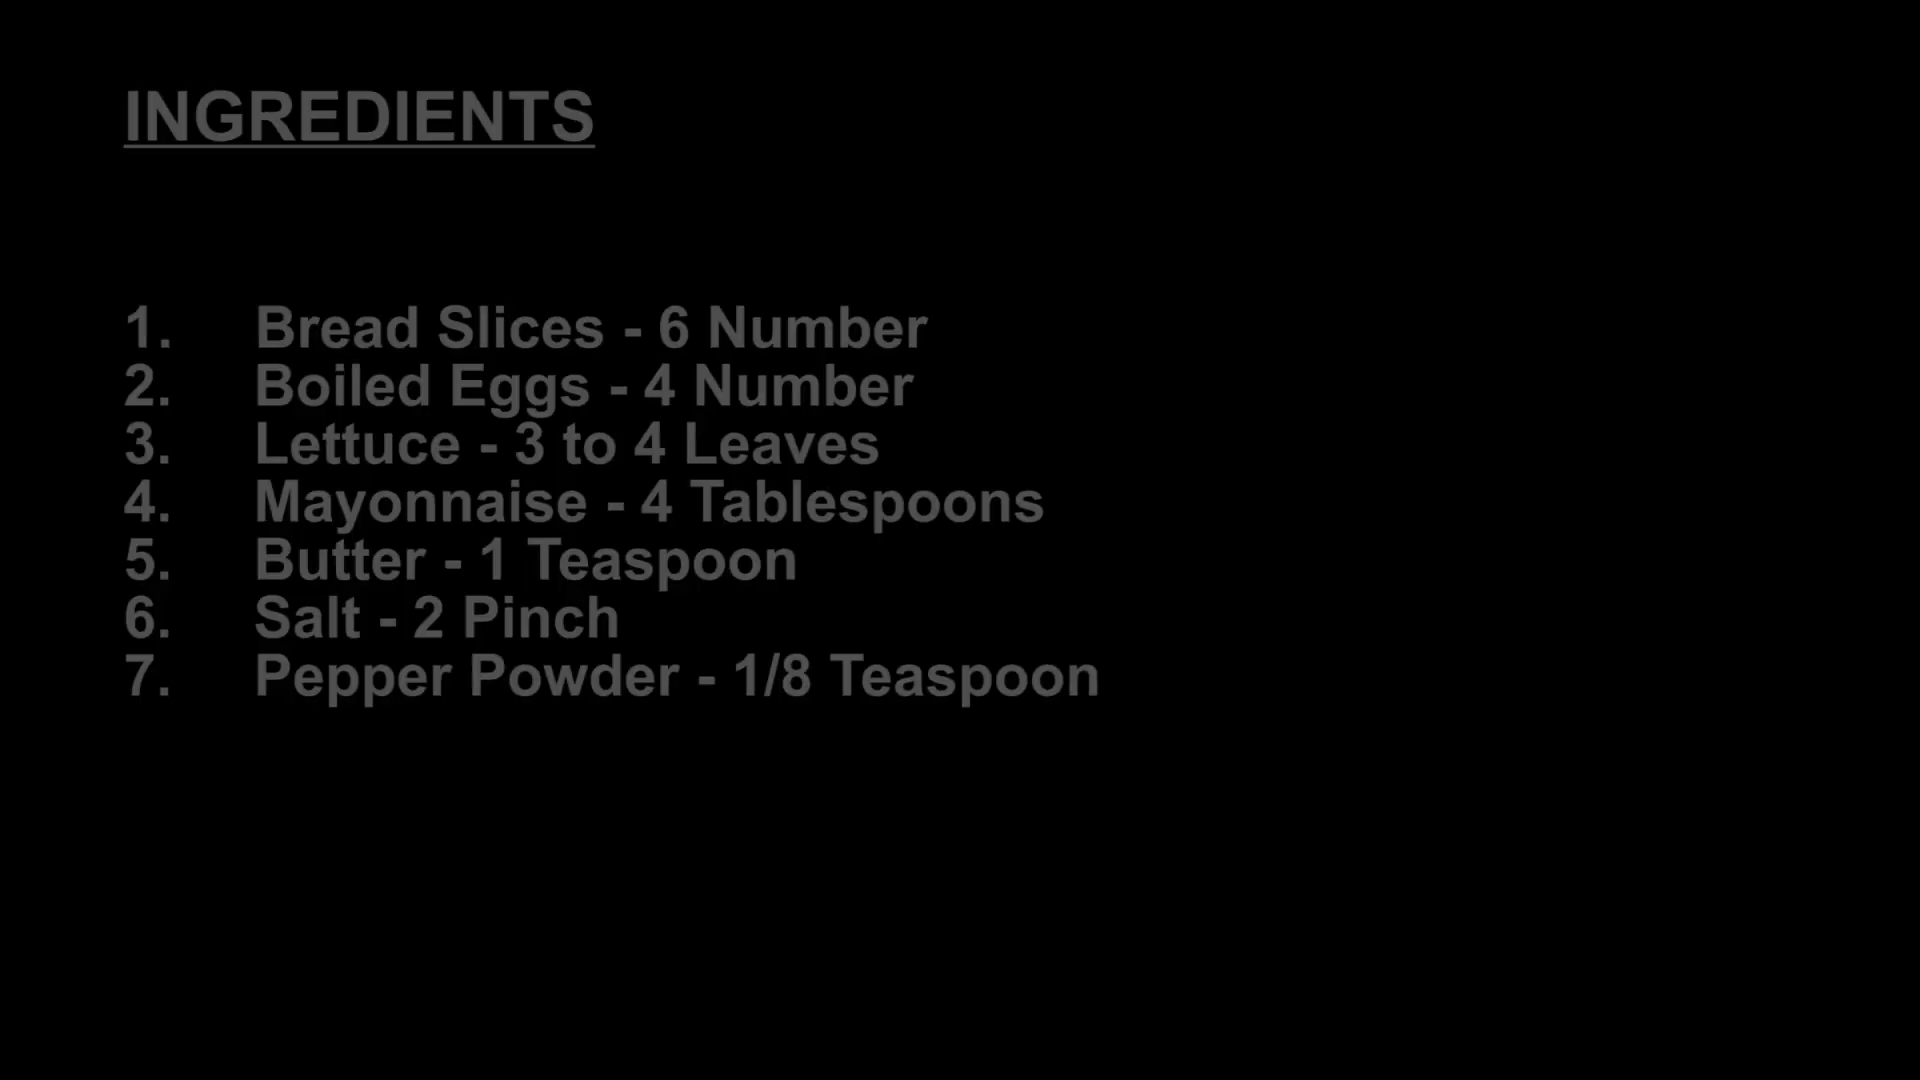 INGREDIENTS
1. Bread Slices - 6 Number
2. Boiled Eggs - 4 Number
3. Lettuce - 3 to 4 Leaves
4. Mayonnaise - 4 Tablespoons
5. Butter - 1 Teaspoon
6. Salt - 2 Pinch
7. Pepper Powder - 1/8 Teaspoon